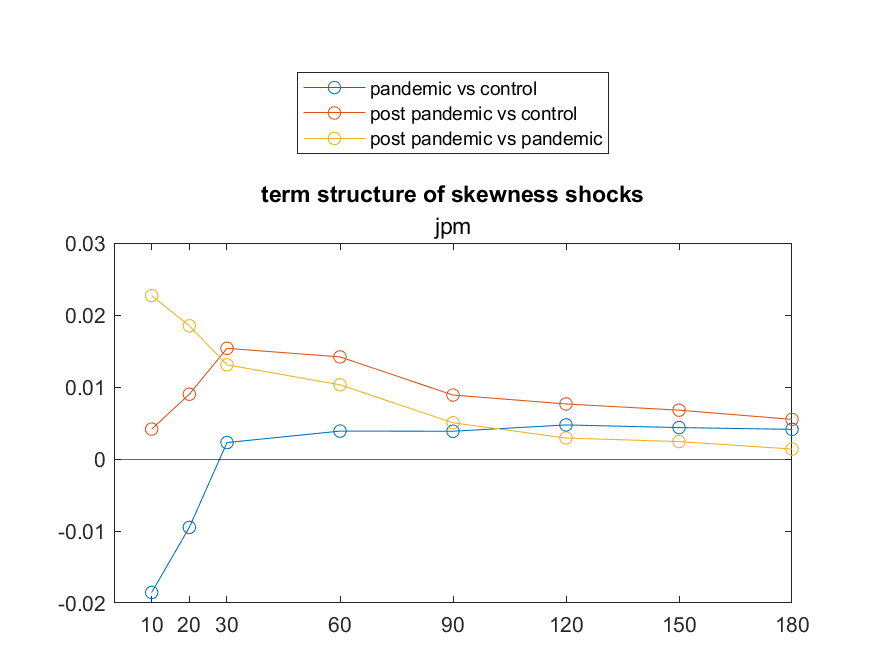 pandemic vs control
post pandemic vs control
post pandemic vs pandemic
term structure of skewness shocks
jpm
0.03
0.02
0.01
0
-0.01
-0.02
10 20 30 60 90 120 150 180